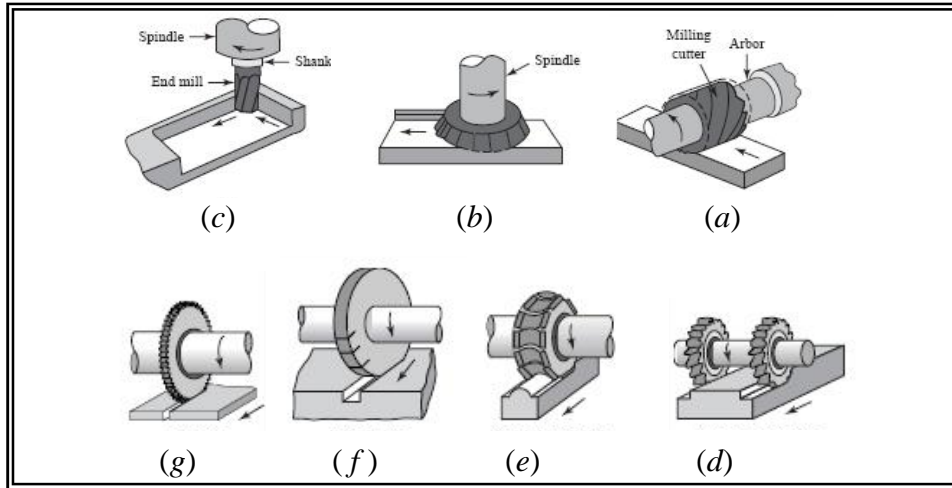 Spindle
Shank
End mill
Spindle
Milling
cutter
Arbor
(c)
(b)
(a)
(g)
(f)
(e)
(d)